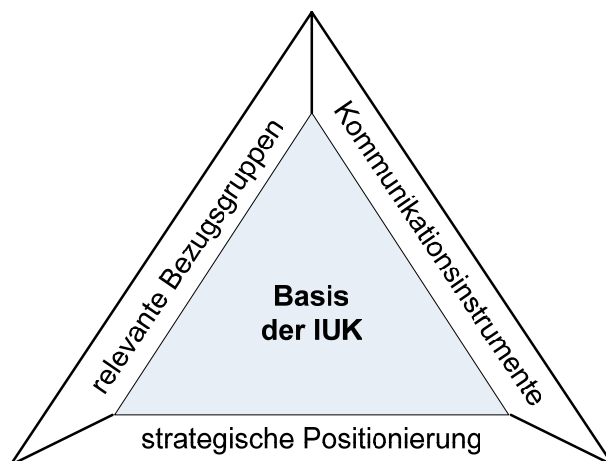 relevante Bezugsgruppen
Kommunikationsinstrumente
Basis
der IUK
strategische Positionierung